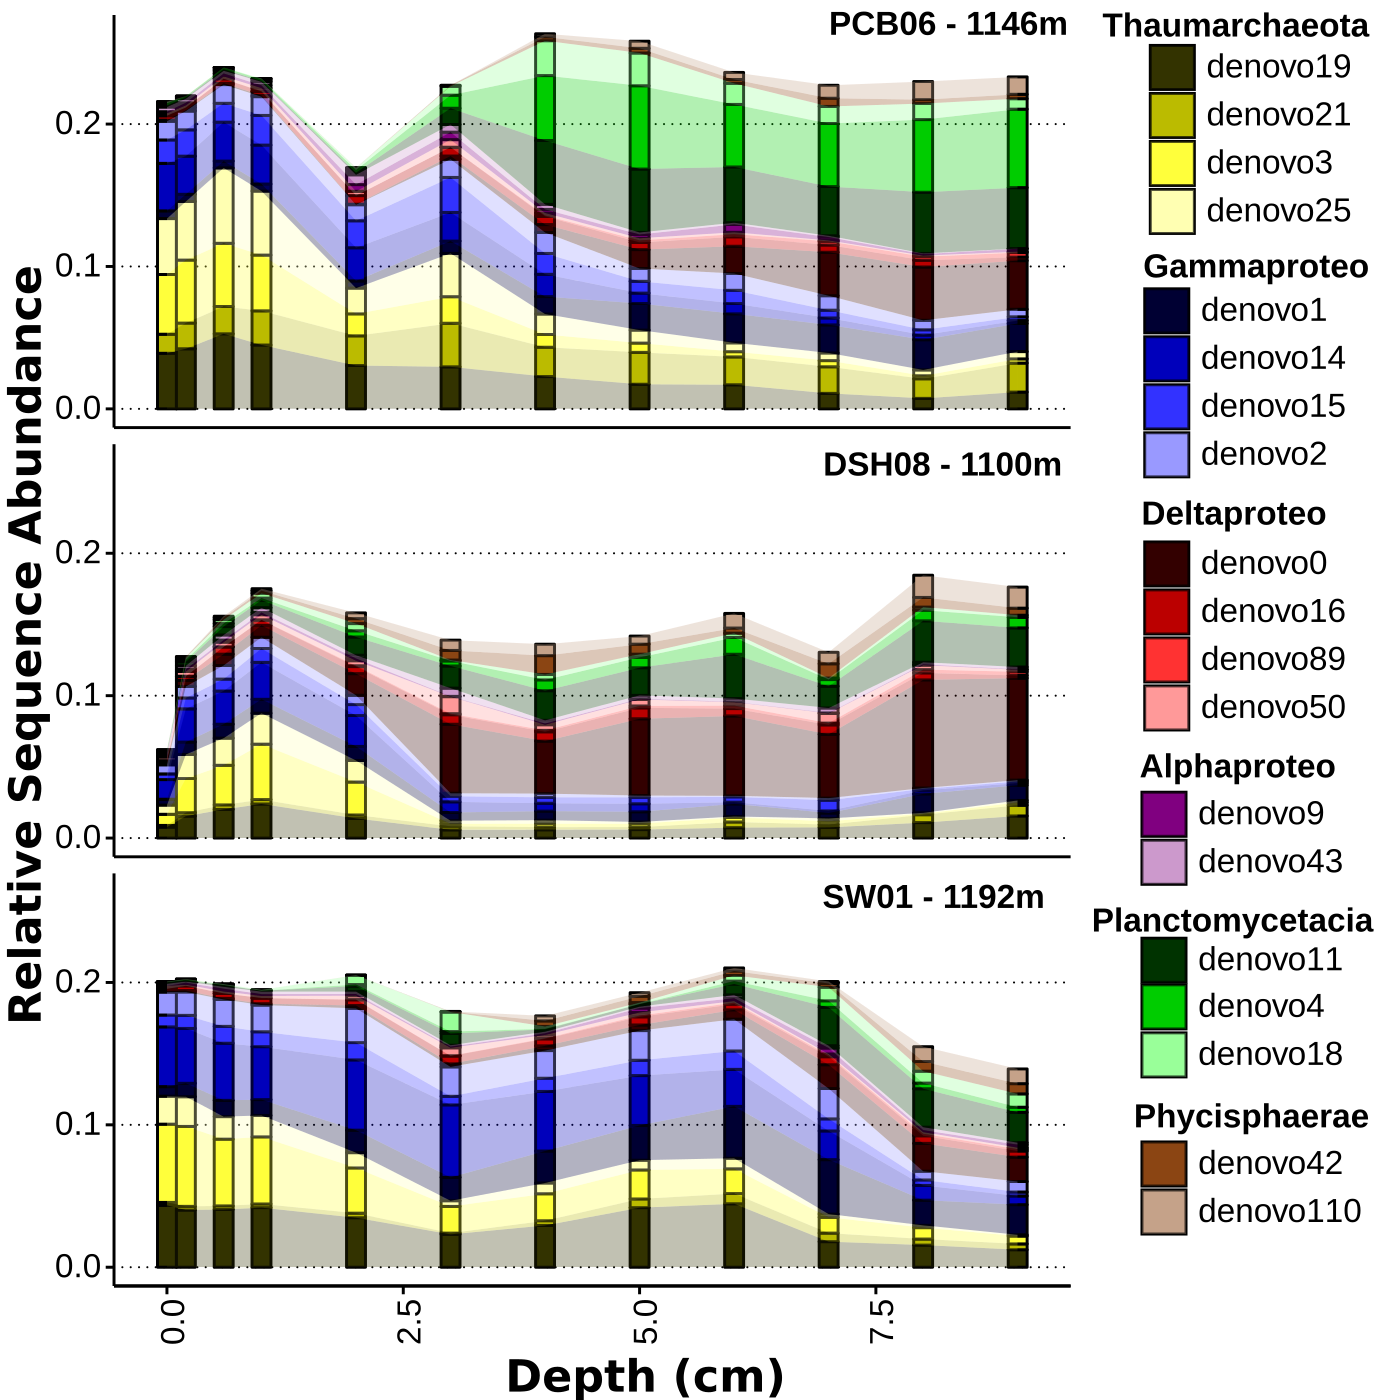 PCB06 - 1146m
0.2
0.1
0.0
DSH08 - 1100m
0.2
0.1
0.0
SW01 - 1192m
0.2
0.1
0.0
0.0
2.5
5.0
7.5
Depth (cm)
Relative Sequence Abundance
Thaumarchaeota
denovo19
denovo21
denovo3
denovo25
Gammaproteo
denovo1
denovo14
denovo15
denovo2
Deltaproteo
denovo0
denovo16
denovo89
denovo50
Alphaproteo
denovo9
denovo43
Planctomycetacia
denovo11
denovo4
denovo18
Phycisphaerae
denovo42
denovo110